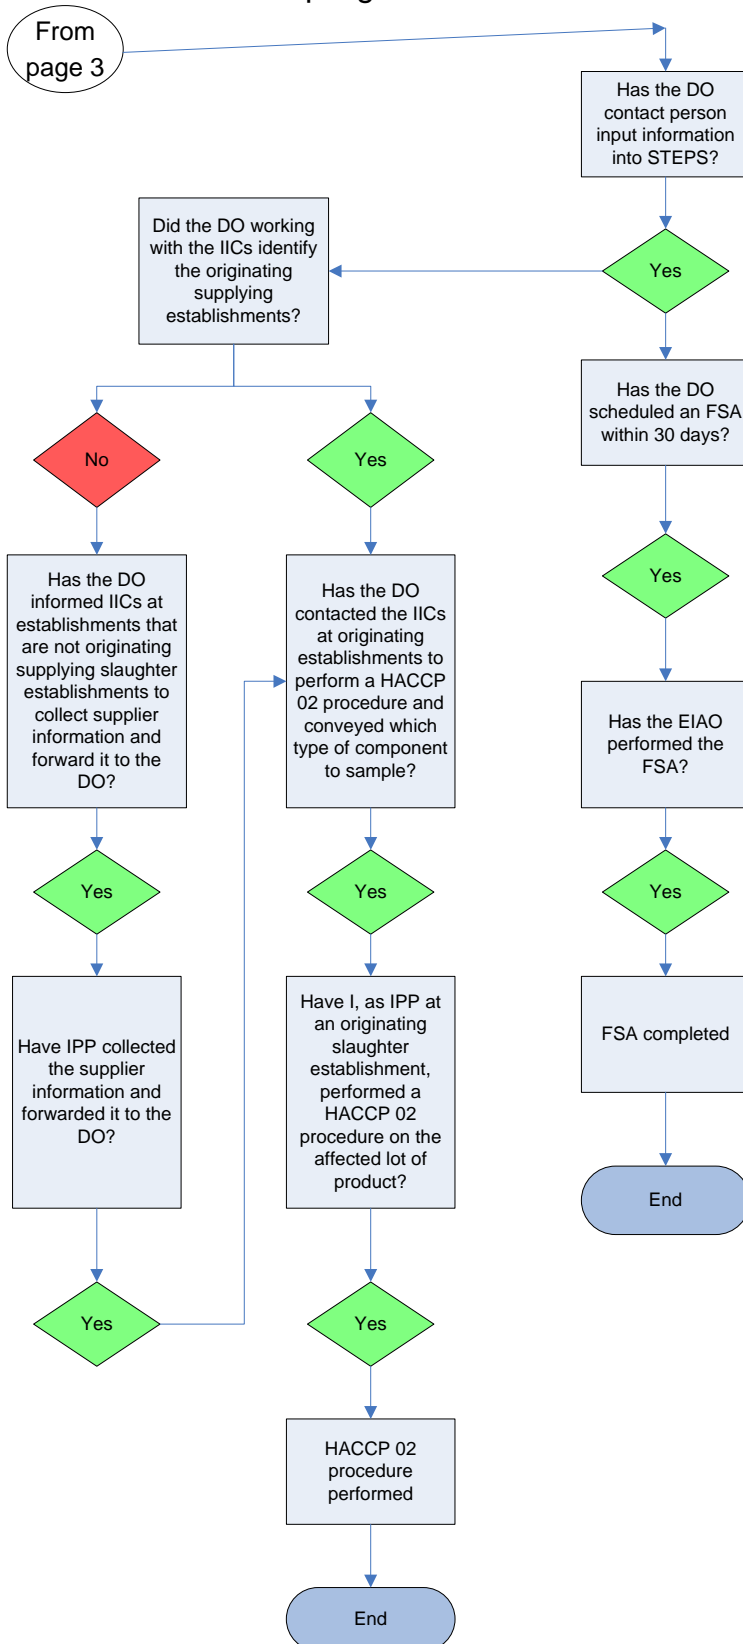 From
page 3
Has the DO
contact person
input information
into STEPS?
Yes
Did the DO working
with the IICs identify
the originating
supplying
establishments?
No
Yes
Has the DO
scheduled an FSA
within 30 days?
Yes
Has the DO
informed IICs at
establishments that
are not originating
supplying slaughter
establishments to
collect supplier
information and
forward it to the
DO?
Has the DO
contacted the IICs
at originating
establishments to
perform a HACCP
02 procedure and
conveyed which
type of component
to sample?
Has the EIAO
performed the
FSA?
Yes
Yes
Yes
Have IPP collected
the supplier
information and
forwarded it to the
DO?
Have I, as IPP at
an originating
slaughter
establishment,
performed a
HACCP 02
procedure on the
affected lot of
product?
FSA completed
End
Yes
Yes
HACCP 02
procedure
performed
End